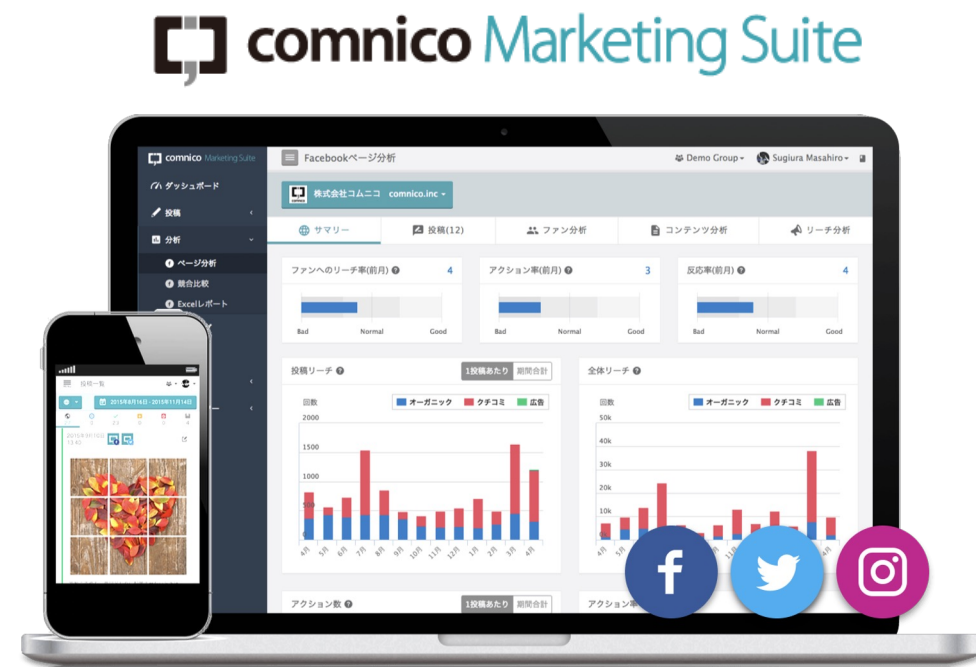 comnico Marketing Suite
comnico Marketing Suite
Facebookページ分析
Demo Group
Sugiura Masahiro
ダッシュボード
株式会社コムニコ comnico.inc
投稿
サマリー
投稿(12)
ファン分析
コンテンツ分析
リーチ分析
分析
ページ分析
競合比較
Excelレポート
ファンへのリーチ率(前月) 4
Bad Normal Good
アクション率(前月) 3
Bad Normal Good
反応率(前月) 4
Bad Normal Good
投稿リーチ
1投稿あたり 期間合計
回数
オーガニック クチコミ 広告
2000
1500
1000
500
4月 5月 6月 7月 8月 9月 10月 11月 12月 1月 2月 3月 4月
全体リーチ
回数
オーガニック クチコミ 広告
50k
40k
30k
20k
10k
4月
アクション数
1投稿あたり 期間合計
投稿一覧
2015年8月16日 - 2015年11月14日